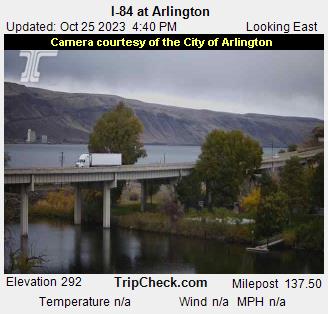 I-84 at Arlington
Updated: Oct 25 2023 4:40 PM Looking East
Camera courtesy of the City of Arlington
Elevation 292 TripCheck.com Milepost 137.50
Temperature n/a Wind n/a MPH n/a